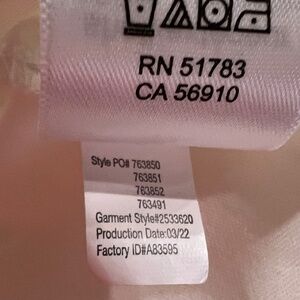 RN 51783
CA 56910
Style PO# 763850
763851
763852
763491
Garment Style#2533620
Production Date:03/22
Factory ID#A83595